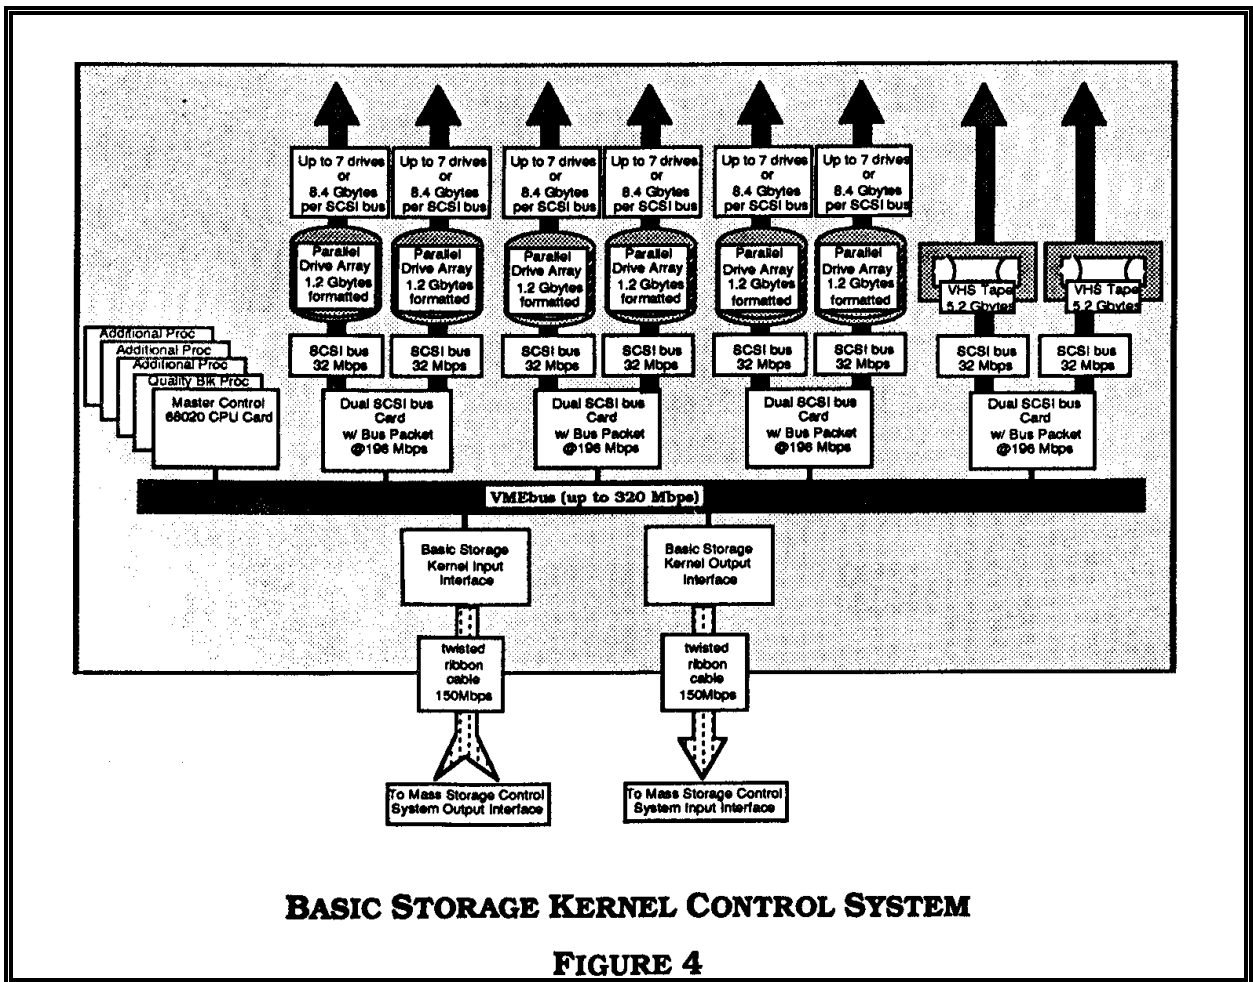 Up to 7 drives
or
8.4 Gbytes
per SCSI bus
Up to 7 drives
or
8.4 Gbytes
per SCSI bus
Up to 7 drives
or
8.4 Gbytes
per SCSI bus
Up to 7 drives
or
8.4 Gbytes
per SCSI bus
Up to 7 drives
or
8.4 Gbytes
per SCSI bus
Up to 7 drives
or
8.4 Gbytes
per SCSI bus
Parallel
Drive Array
1.2 Gbytes
formatted
Parallel
Drive Array
1.2 Gbytes
formatted
Parallel
Drive Array
1.2 Gbytes
formatted
Parallel
Drive Array
1.2 Gbytes
formatted
Parallel
Drive Array
1.2 Gbytes
formatted
Parallel
Drive Array
1.2 Gbytes
formatted
VHS Tape
5.2 Gbytes
VHS Tape
5.2 Gbytes
SCSI bus
32 Mbps
SCSI bus
32 Mbps
SCSI bus
32 Mbps
SCSI bus
32 Mbps
SCSI bus
32 Mbps
SCSI bus
32 Mbps
SCSI bus
32 Mbps
SCSI bus
32 Mbps
Additional Proc
Additional Proc
Additional Proc
Quality Blk Proc
Master Control
68020 CPU Card
Dual SCSI bus
Card
w/ Bus Packet
@196 Mbps
Dual SCSI bus
Card
w/ Bus Packet
@196 Mbps
Dual SCSI bus
Card
w/ Bus Packet
@196 Mbps
Dual SCSI bus
Card
w/ Bus Packet
@196 Mbps
VMEbus (up to 320 Mbps)
Basic Storage
Kernel Input
Interface
Basic Storage
Kernel Output
Interface
twisted
ribbon
cable
150Mbps
twisted
ribbon
cable
150Mbps
To Mass Storage Control
System Output Interface
To Mass Storage Control
System Input Interface
BASIC STORAGE KERNEL CONTROL SYSTEM
FIGURE 4